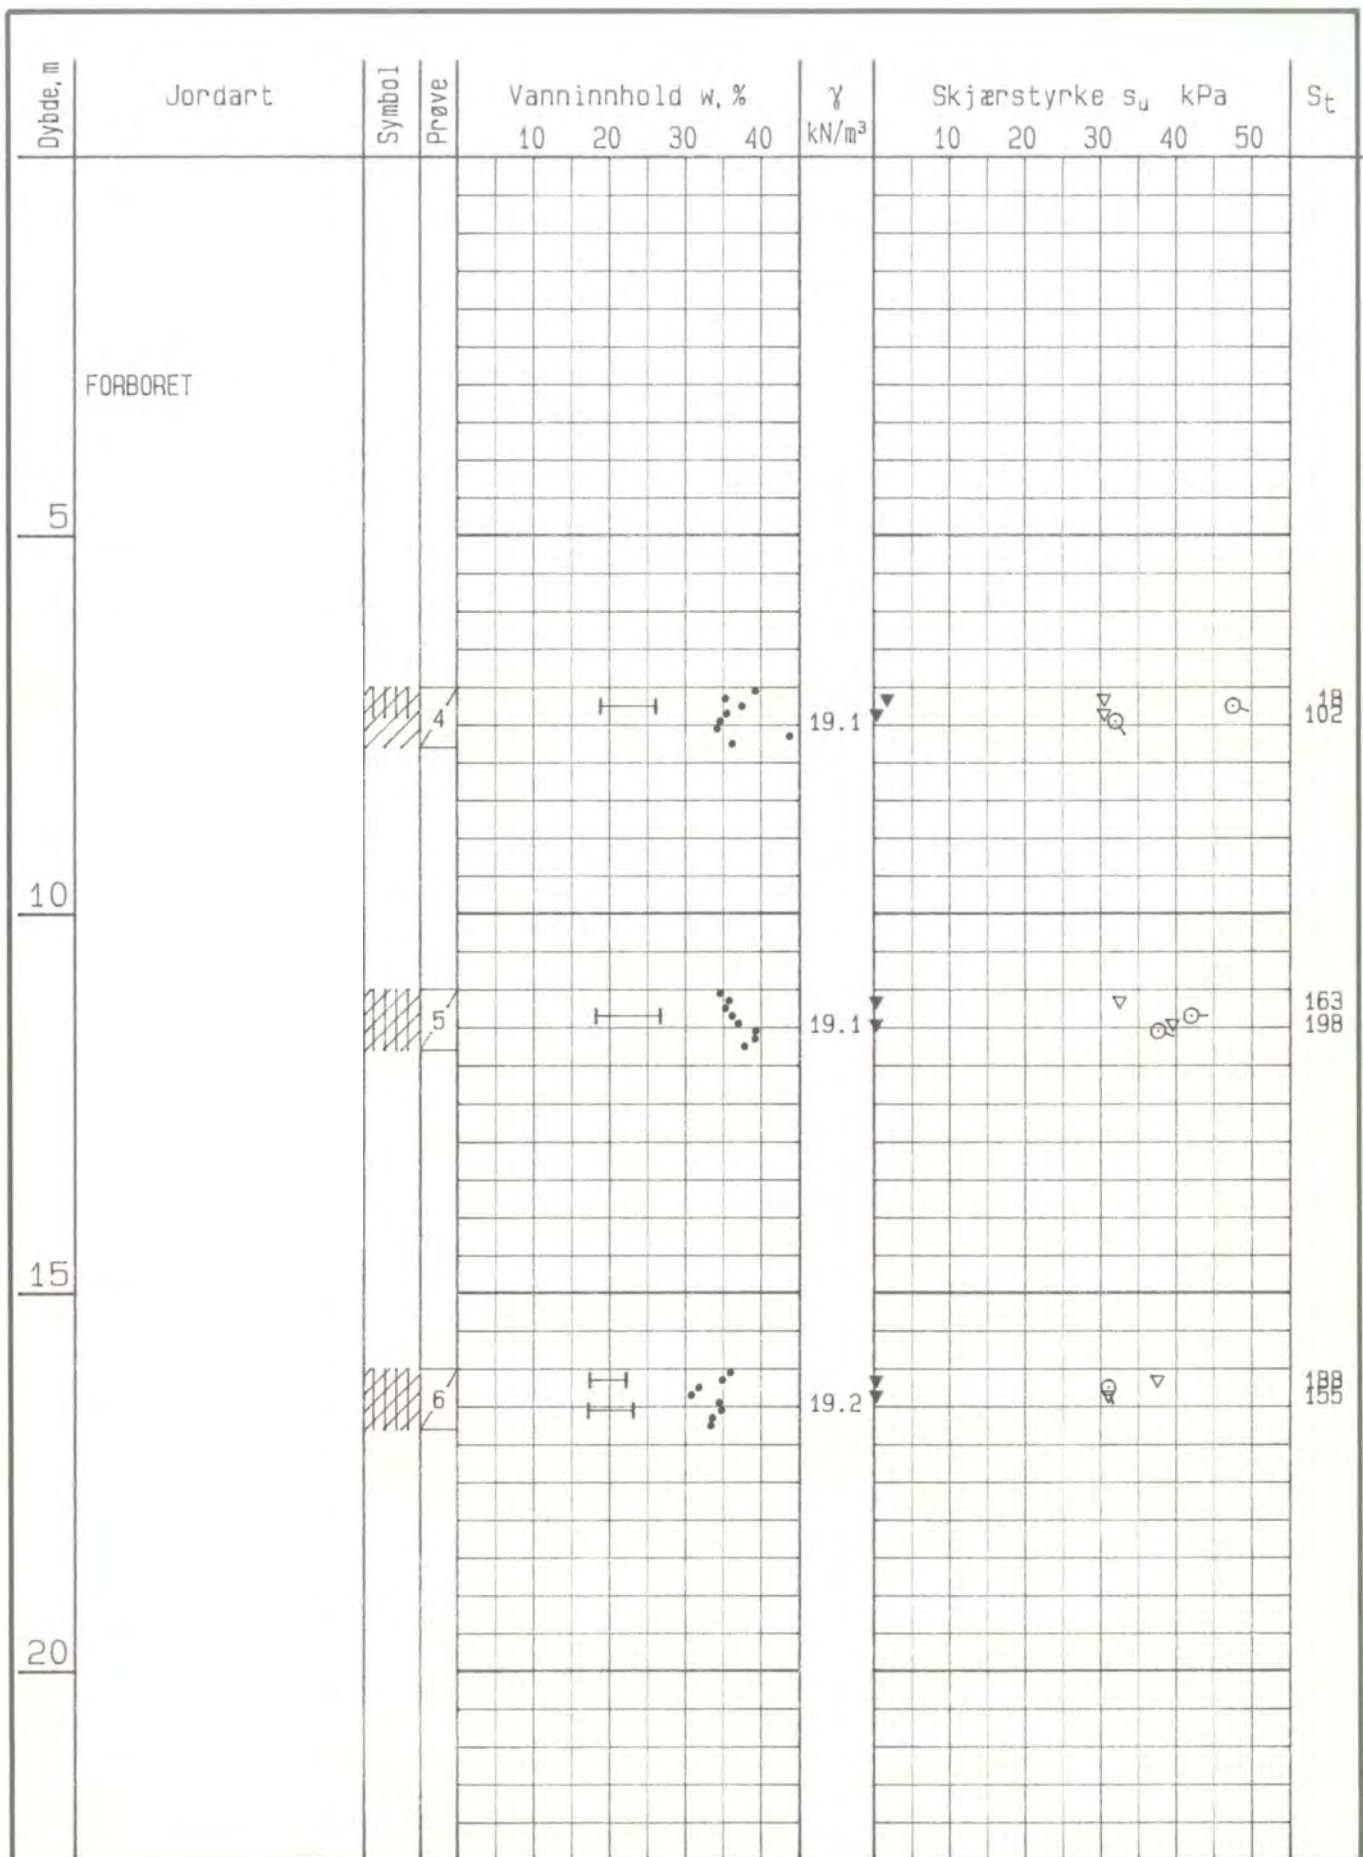 Dybde, m Jordart Symbol Prøve Vanninnhold w, % γ Skjærstyrke su kPa St
10 20 30 40 kN/m³ 10 20 30 40 50
FORBORET
5
18
4 19.1 102
10
163
5 19.1 198
15
6 19.2 155
20